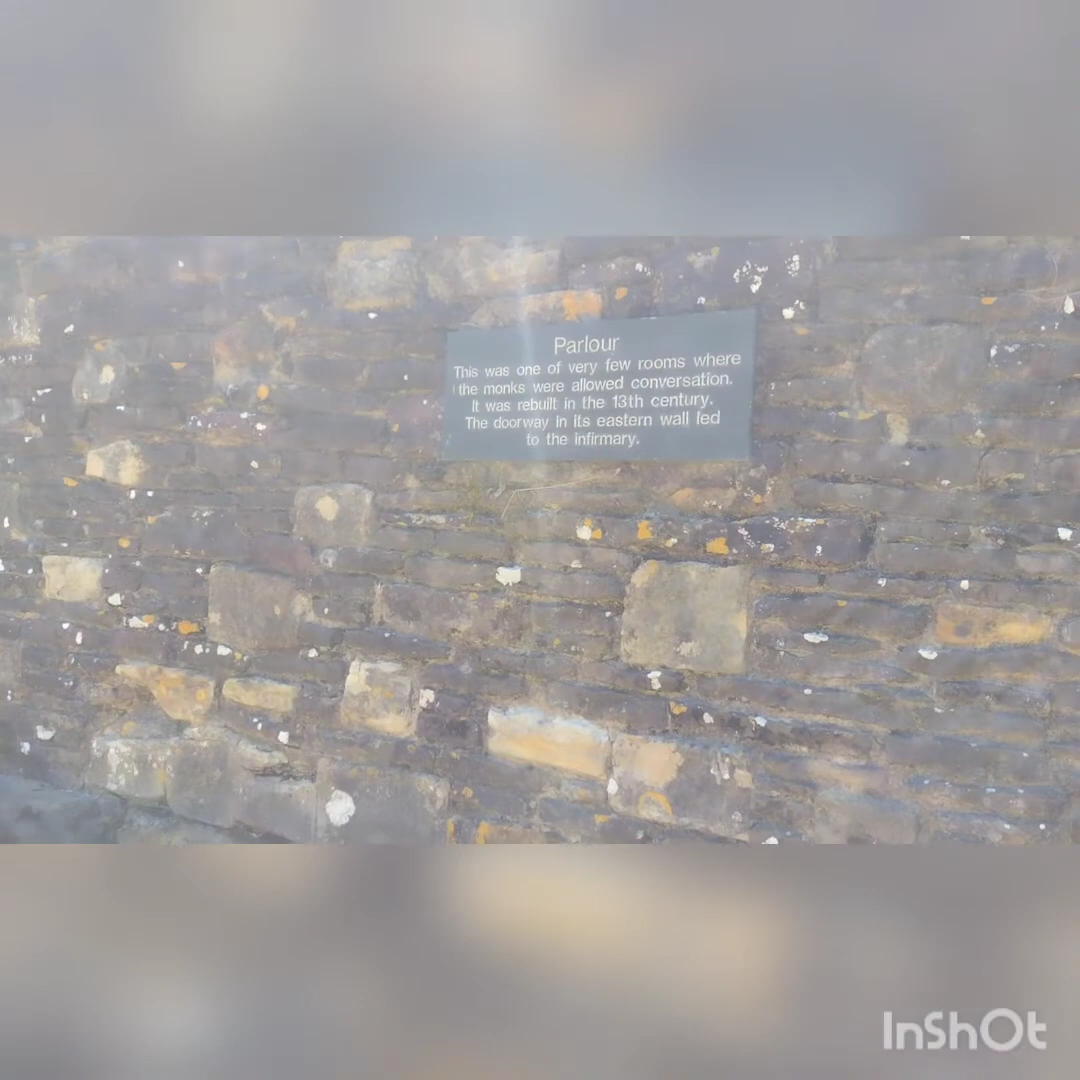 Parlour
This was one of very few rooms where
the monks were allowed conversation.
It was rebuilt in the 13th century.
The doorway in its eastern wall led
to the infirmary.
InShOt